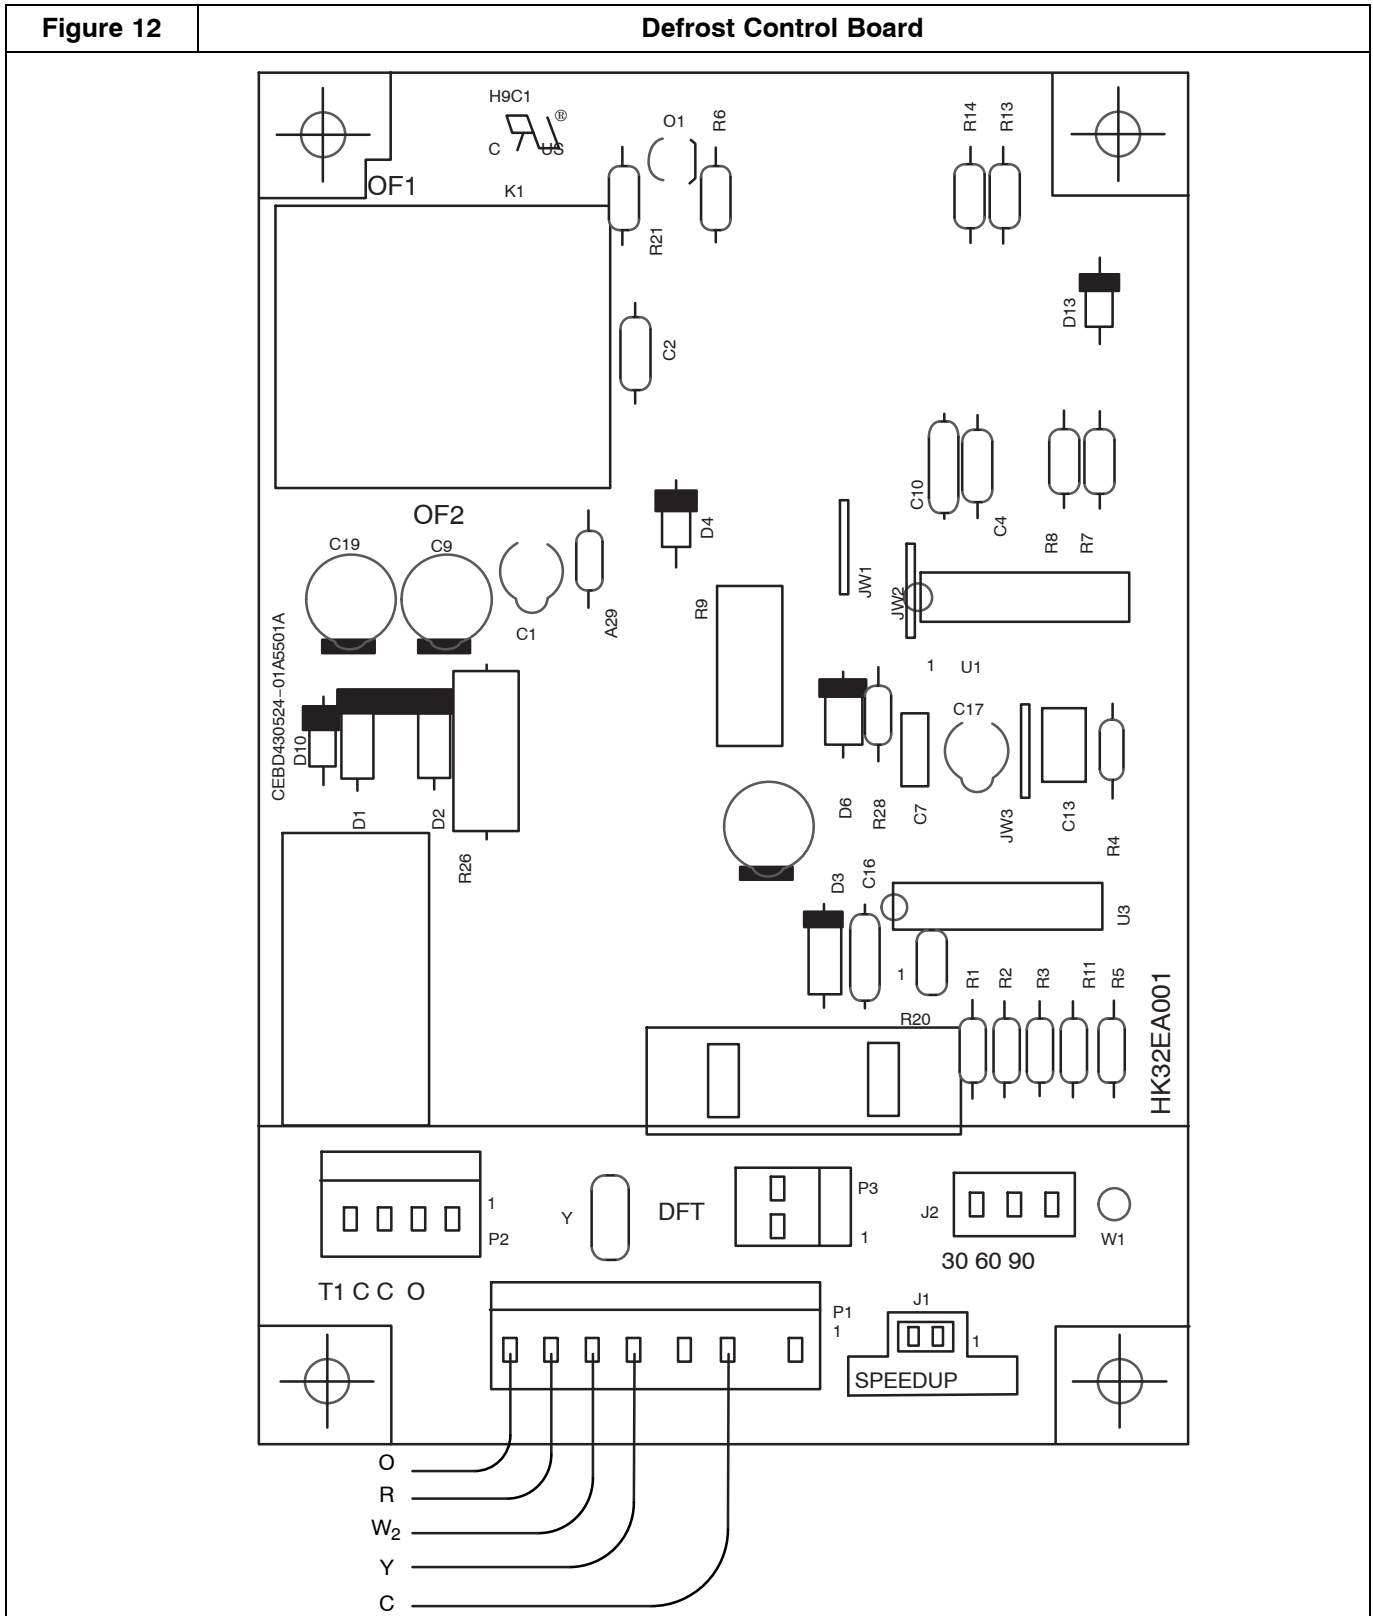 Figure 12
Defrost Control Board
H9C1
®
C US
O1
R6
R14
R13
OF1
K1
R21
D13
C2
C10
C4
R8
R7
OF2
D4
C19
C9
C1
A29
R9
JW1
JW2
1 U1
CEBD430524-01A5501A
D10
D1
D2
R26
C17
D6
R28
C7
JW3
C13
R4
D3
C16
U3
1
R20
R1
R2
R3
R11
R5
HK32EA001
1
P2
Y
DFT
P3
1
J2
W1
30 60 90
T1 C C O
P1
1
J1
1
SPEEDUP
O
R
W2
Y
C